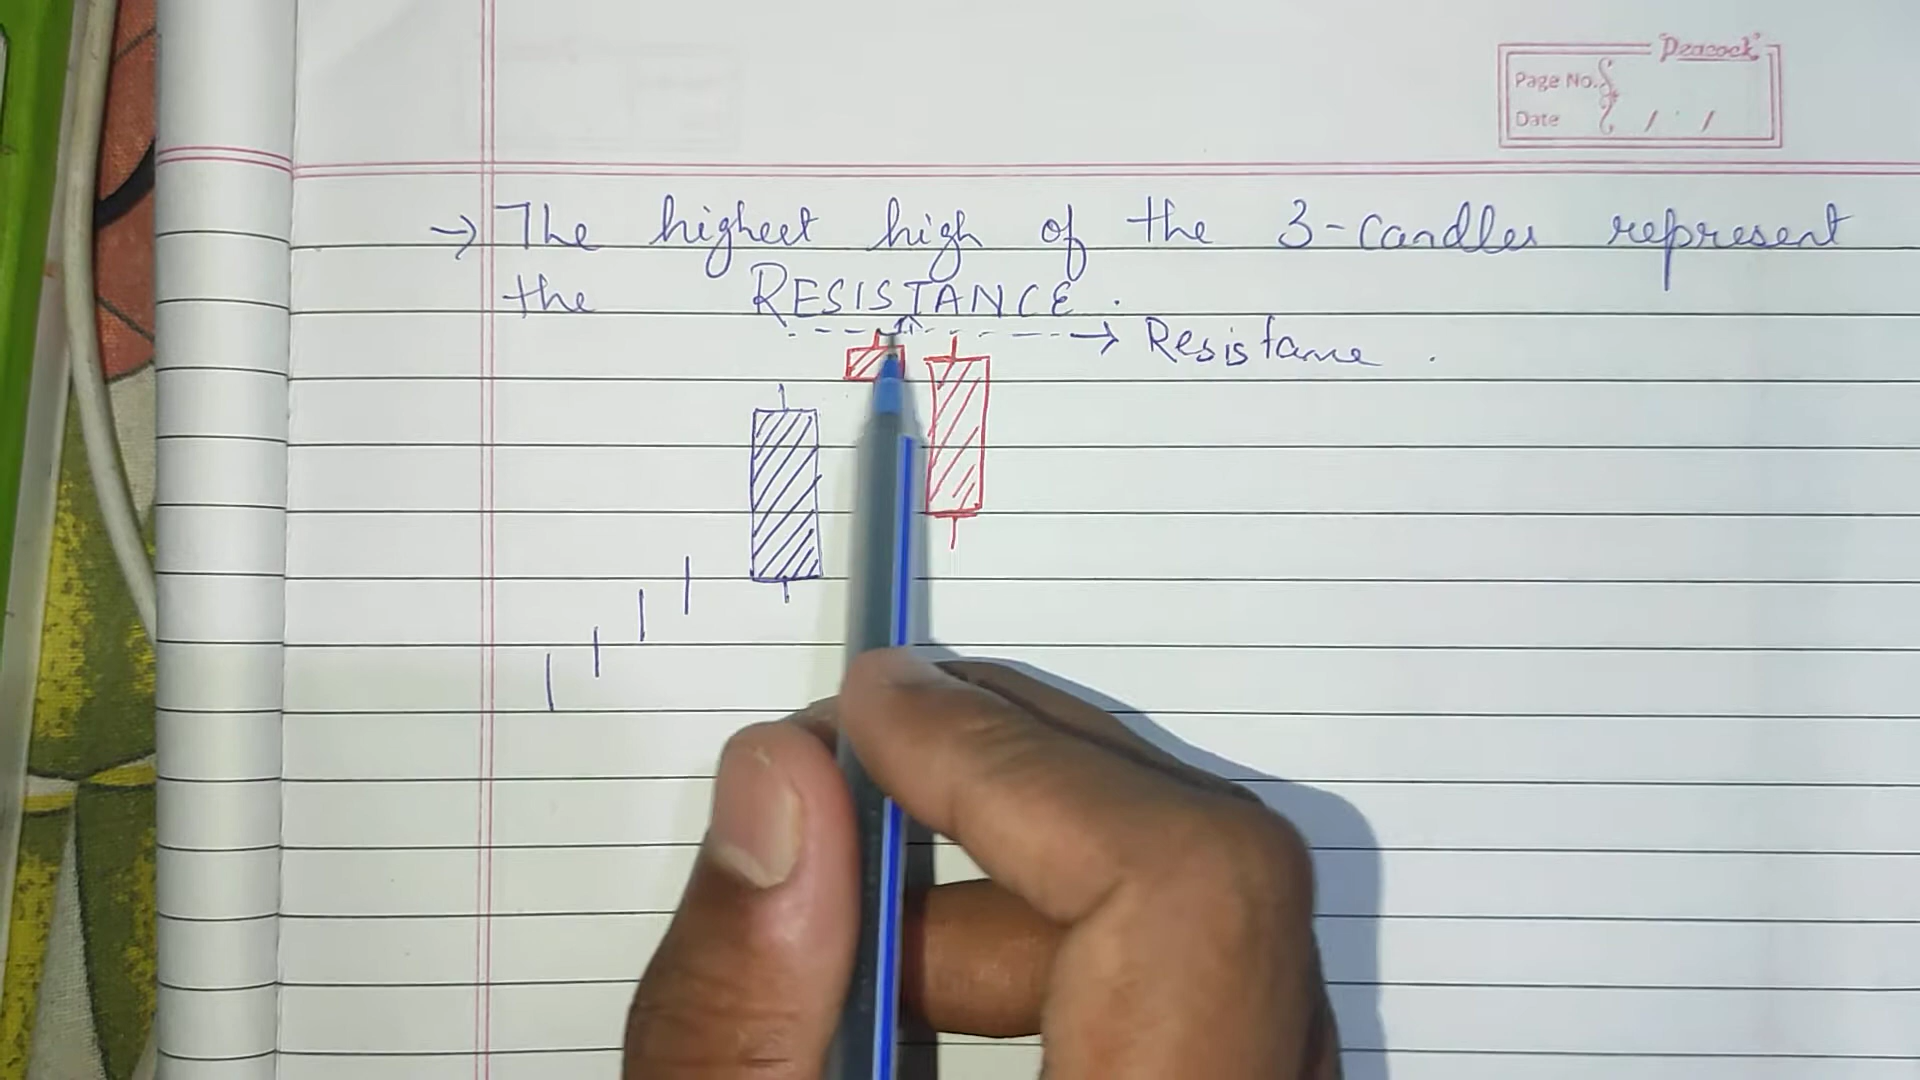 Peacock
Page No.
Date / /
→ The highest high of the 3-candles represent
the RESISTANCE.
→ Resistance.